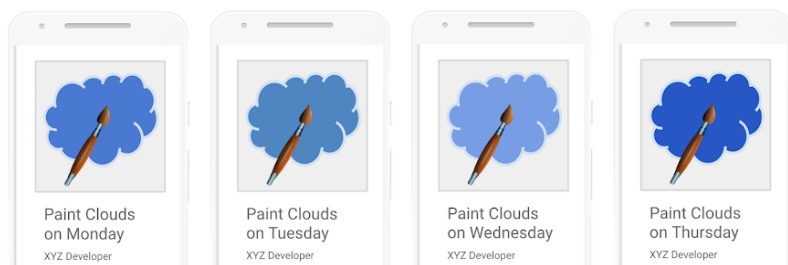 Paint Clouds
on Monday
XYZ Developer
Paint Clouds
on Tuesday
XYZ Developer
Paint Clouds
on Wednesday
XYZ Developer
Paint Clouds
on Thursday
XYZ Developer